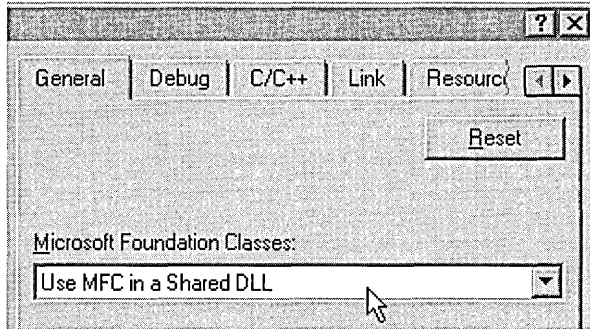 General Debug C/C++ Link Resourc
Reset
Microsoft Foundation Classes:
Use MFC in a Shared DLL